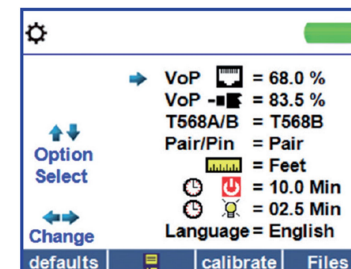 VoP = 68.0 %
VoP = 83.5 %
T568A/B = T568B
Pair/Pin = Pair
= Feet
= 10.0 Min
= 02.5 Min
Language = English
Option
Select
Change
defaults calibrate Files